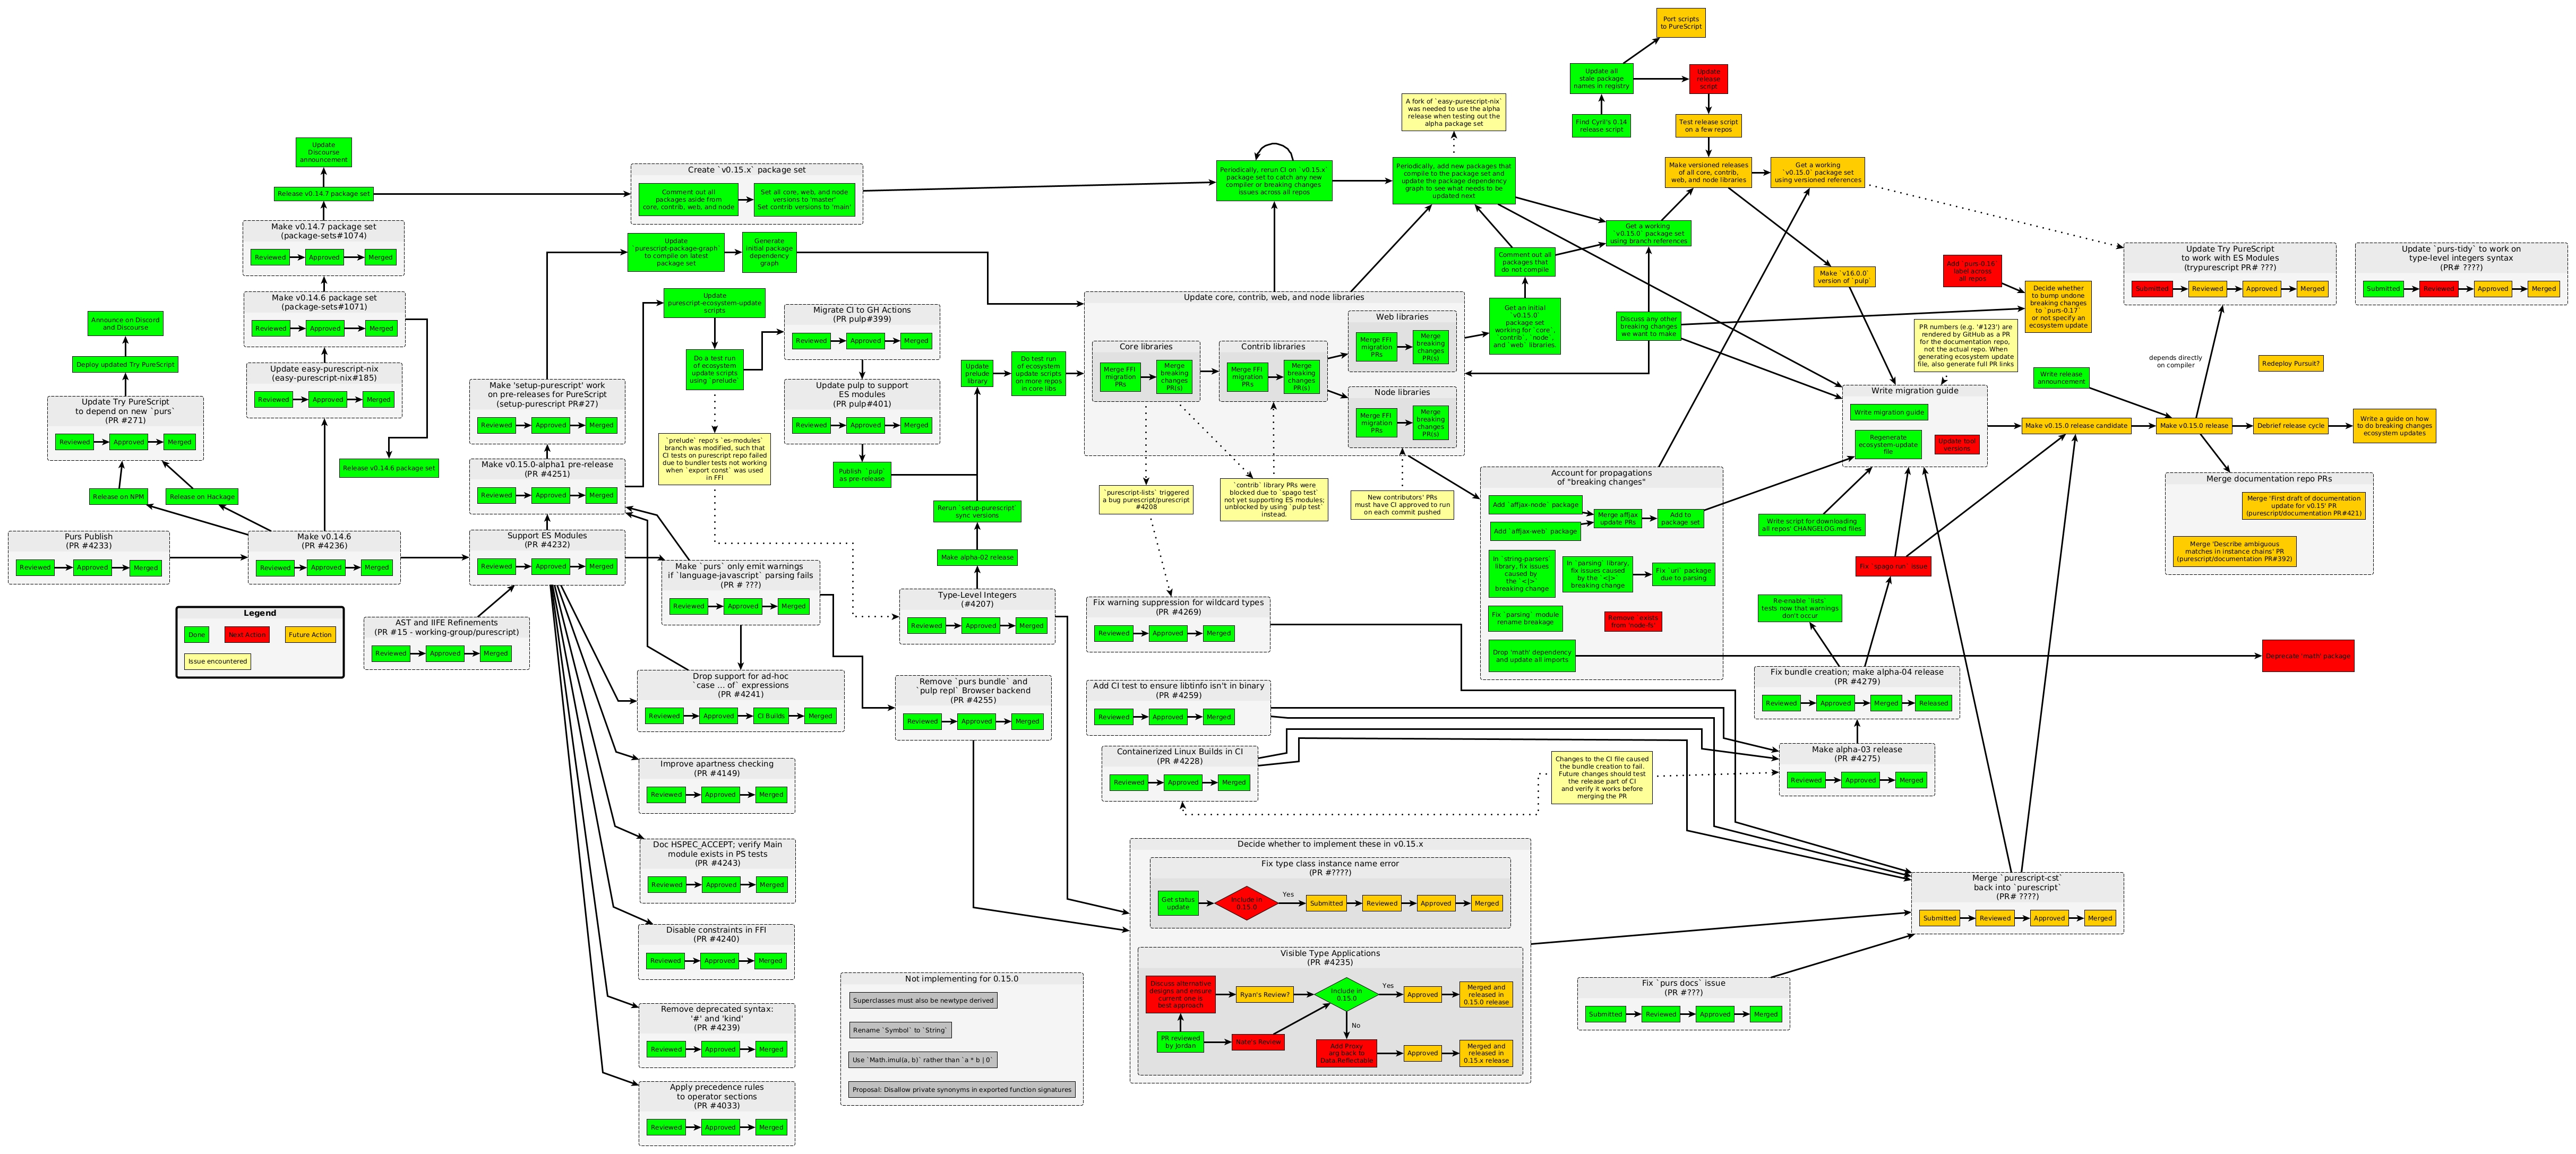 Port scripts
to PureScript
Update all
stale package
names in registry
Update
release
script
Find Cyril's 0.14
release script
Test release script
on a few repos
A fork of `easy-purescript-nix`
was needed to use the alpha
release when testing out the
alpha package set
Update
Discourse
announcement
Release v0.14.7 package set
Make v0.14.7 package set
(package-sets#1074)
Reviewed
Approved
Merged
Make v0.14.6 package set
(package-sets#1071)
Reviewed
Approved
Merged
Update easy-purescript-nix
(easy-purescript-nix#185)
Reviewed
Approved
Merged
Release v0.14.6 package set
Announce on Discord
and Discourse
Deploy updated Try PureScript
Update Try PureScript
to depend on new `purs`
(PR #271)
Reviewed
Approved
Merged
Release on NPM
Release on Hackage
Purs Publish
(PR #4233)
Reviewed
Approved
Merged
Make v0.14.6
(PR #4236)
Reviewed
Approved
Merged
Legend
Done
Next Action
Future Action
Issue encountered
AST and IIFE Refinements
(PR #15 - working-group/purescript)
Reviewed
Approved
Merged
Support ES Modules
(PR #4232)
Reviewed
Approved
Merged
Make v0.15.0-alpha1 pre-release
(PR #4251)
Reviewed
Approved
Merged
Make 'setup-purescript' work
on pre-releases for PureScript
(setup-purescript PR#27)
Reviewed
Approved
Merged
Create `v0.15.x` package set
Comment out all
packages aside from
core, contrib, web, and node
Set all core, web, and node
versions to 'master'
Set contrib versions to 'main'
Update
purescript-package-graph`
to compile on latest
package set
Generate
initial package
dependency
graph
Update
purescript-ecosystem-update
scripts
Do a test run
of ecosystem
update scripts
using `prelude`
`prelude` repo's `es-modules`
branch was modified, such that
CI tests on purescript repo failed
due to bundler tests not working
when `export const` was used
in FFI
Migrate CI to GH Actions
(PR pulp#399)
Reviewed
Approved
Merged
Update pulp to support
ES modules
(PR pulp#401)
Reviewed
Approved
Merged
Publish `pulp`
as pre-release
Update
prelude
library
Do test run
of ecosystem
update scripts
on more repos
in core libs
Rerun `setup-purescript`
sync versions
Make alpha-02 release
Type-Level Integers
(#4207)
Reviewed
Approved
Merged
Make `purs` only emit warnings
if `language-javascript` parsing fails
(PR # ???)
Reviewed
Approved
Merged
Drop support for ad-hoc
`case ... of` expressions
(PR #4241)
Reviewed
Approved
CI Builds
Merged
Remove `purs bundle` and
`pulp repl` Browser backend
(PR #4255)
Reviewed
Approved
Merged
Improve apartness checking
(PR #4149)
Reviewed
Approved
Merged
Doc HSPEC_ACCEPT; verify Main
module exists in PS tests
(PR #4243)
Reviewed
Approved
Merged
Disable constraints in FFI
(PR #4240)
Reviewed
Approved
Merged
Remove deprecated syntax:
'#' and 'kind'
(PR #4239)
Reviewed
Approved
Merged
Apply precedence rules
to operator sections
(PR #4033)
Reviewed
Approved
Merged
Not implementing for 0.15.0
Superclasses must also be newtype derived
Rename `Symbol` to `String`
Use `Math.imul(a, b)` rather than `a * b | 0`
Proposal: Disallow private synonyms in exported function signatures
Periodically, rerun CI on `v0.15.x`
package set to catch any new
compiler or breaking changes
issues across all repos
Periodically, add new packages that
compile to the package set and
update the package dependency
graph to see what needs to be
updated next
Update core, contrib, web, and node libraries
Core libraries
Merge FFI
migration
PRs
Merge
breaking
changes
PR(s)
Contrib libraries
Merge FFI
migration
PRs
Merge
breaking
changes
PR(s)
Web libraries
Merge FFI
migration
PRs
Merge
breaking
changes
PR(s)
Node libraries
Merge FFI
migration
PRs
Merge
breaking
changes
PR(s)
`purescript-lists` triggered
a bug purescript/purescript
#4208
`contrib` library PRs were
blocked due to `spago test`
not yet supporting ES modules;
unblocked by using `pulp test`
instead.
New contributors' PRs
must have CI approved to run
on each commit pushed
Comment out all
packages that
do not compile
Get an initial
`v0.15.0`
package set
working for `core`,
`contrib`, `node`,
and `web` libraries.
Get a working
`v0.15.0` package set
using branch references
Discuss any other
breaking changes
we want to make
Make versioned releases
of all core, contrib,
web, and node libraries
Get a working
`v0.15.0` package set
using versioned references
Make `v16.0.0`
version of `pulp`
Add `purs-0.16`
label across
all repos
Decide whether
to bump undone
breaking changes
to `purs-0.17`
or not specify an
ecosystem update
PR numbers (e.g. '#123') are
rendered by GitHub as a PR
for the documentation repo,
not the actual repo. When
generating ecosystem update
file, also generate full PR links
Write migration guide
Write migration guide
Regenerate
ecosystem-update
file
Update tool
versions
Update Try PureScript
to work with ES Modules
(trypurescript PR# ???)
Submitted
Reviewed
Approved
Merged
Update `purs-tidy` to work on
type-level integers syntax
(PR# ????)
Submitted
Reviewed
Approved
Merged
depends directly
on compiler
Redeploy Pursuit?
Write release
announcement
Make v0.15.0 release candidate
Make v0.15.0 release
Debrief release cycle
Write a guide on how
to do breaking changes
ecosystem updates
Merge documentation repo PRs
Merge 'First draft of documentation
update for v0.15' PR
(purescript/documentation PR#421)
Merge 'Describe ambiguous
matches in instance chains' PR
(purescript/documentation PR#392)
Account for propagations
of "breaking changes"
Add `affjax-node` package
Add `affjax-web` package
Merge affjax
update PRs
Add to
package set
In `string-parsers`
library, fix issues
caused by
the `<|>`
breaking change
In `parsing` library,
fix issues caused
by the `<|>`
breaking change
Fix `uri` package
due to parsing
Fix `parsing` module
rename breakage
Remove `exists`
from `node-fs`
Drop 'math' dependency
and update all imports
Deprecate 'math' package
Write script for downloading
all repos' CHANGELOG.md files
Fix `spago run` issue
Re-enable `lists`
tests now that warnings
don't occur
Fix bundle creation; make alpha-04 release
(PR #4279)
Reviewed
Approved
Merged
Released
Make alpha-03 release
(PR #4275)
Reviewed
Approved
Merged
Fix warning suppression for wildcard types
(PR #4269)
Reviewed
Approved
Merged
Add CI test to ensure libtinfo isn't in binary
(PR #4259)
Reviewed
Approved
Merged
Containerized Linux Builds in CI
(PR #4228)
Reviewed
Approved
Merged
Changes to the CI file caused
the bundle creation to fail.
Future changes should test
the release part of CI
and verify it works before
merging the PR
Decide whether to implement these in v0.15.x
Fix type class instance name error
(PR #????)
Get status
update
Include in
0.15.0
Yes
Submitted
Reviewed
Approved
Merged
Visible Type Applications
(PR #4235)
Discuss alternative
designs and ensure
current one is
best approach
Ryan's Review?
Include in
0.15.0
Yes
Approved
Merged and
released in
0.15.0 release
PR reviewed
by Jordan
Nate's Review
No
Add Proxy
arg back to
Data.Reflectable
Approved
Merged and
released in
0.15.x release
Merge `purescript-cst`
back into `purescript`
(PR# ????)
Submitted
Reviewed
Approved
Merged
Fix `purs docs` issue
(PR #???)
Submitted
Reviewed
Approved
Merged